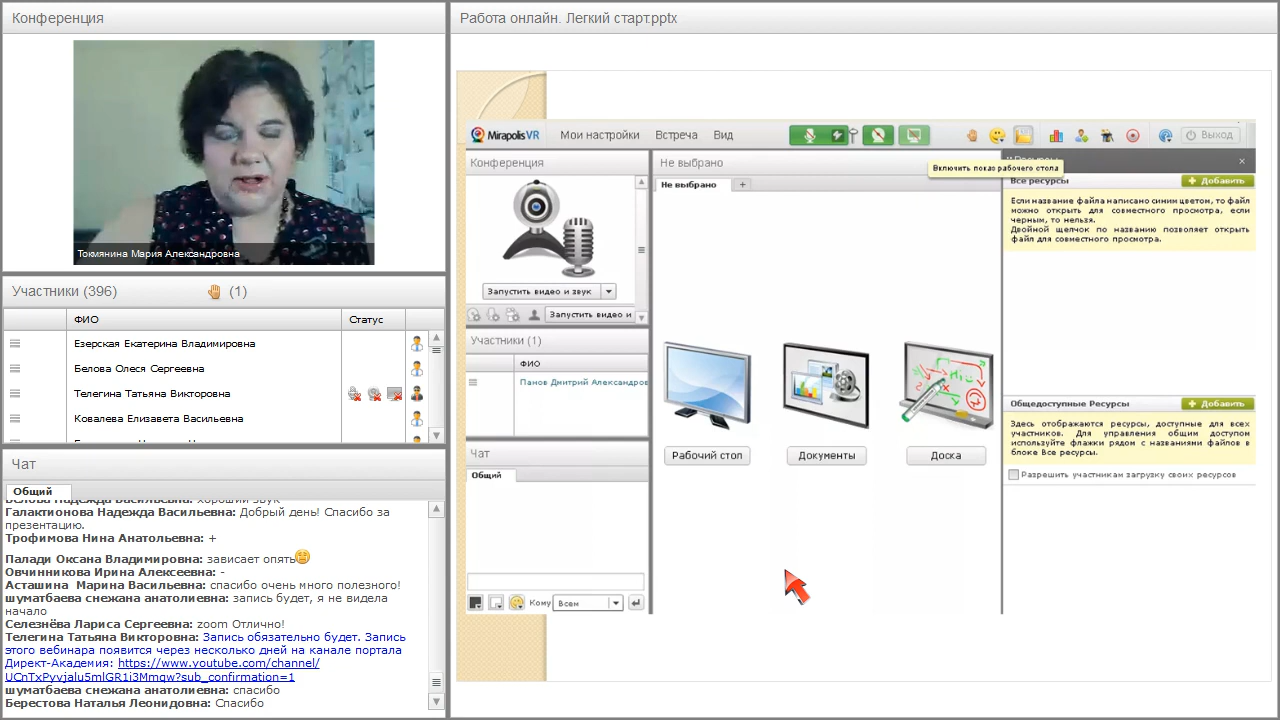 Конференция
Токмянина Мария Александровна
Участники (396)
(1)
ФИО
Статус
Езерская Екатерина Владимировна
Белова Олеся Сергеевна
Телегина Татьяна Викторовна
Ковалева Елизавета Васильевна
Чат
Общий
Белова Надежда Васильевна: хороший звук
Галактионова Надежда Васильевна: Добрый день! Спасибо за
презентацию.
Трофимова Нина Анатольевна: +
Палади Оксана Владимировна: зависает опять
Овчинникова Ирина Алексеевна: -
Асташина Марина Васильевна: спасибо очень много полезного!
шуматбаева снежана анатолиевна: запись будет, я не видела
начало
Селезнёва Лариса Сергеевна: zoom Отлично!
Телегина Татьяна Викторовна: Запись обязательно будет. Запись
этого вебинара появится через несколько дней на канале портала
Директ-Академия: https://www.youtube.com/channel/
UCnTxPyvjalu5mlGR1i3Mmqw?sub_confirmation=1
шуматбаева снежана анатолиевна: спасибо
Берестова Наталья Леонидовна: Спасибо
Работа онлайн. Легкий старт.pptx
Mirapolis VR
Мои настройки
Встреча
Вид
Выход
Конференция
Запустить видео и звук
Запустить видео и
Участники (1)
ФИО
Панов Дмитрий Александров
Чат
Общий
Кому
Всем
Не выбрано
Не выбрано
+
Включить показ рабочего стола
Рабочий стол
Документы
Доска
Все ресурсы
Добавить
Если название файла написано синим цветом, то файл
можно открыть для совместного просмотра, если
черным, то нельзя.
Двойной щелчок по названию позволяет открыть
файл для совместного просмотра.
Общедоступные Ресурсы
Добавить
Здесь отображаются ресурсы, доступные для всех
участников. Для управления общим доступом
используйте флажки рядом с названиями файлов в
блоке Все ресурсы.
Разрешить участникам загрузку своих ресурсов